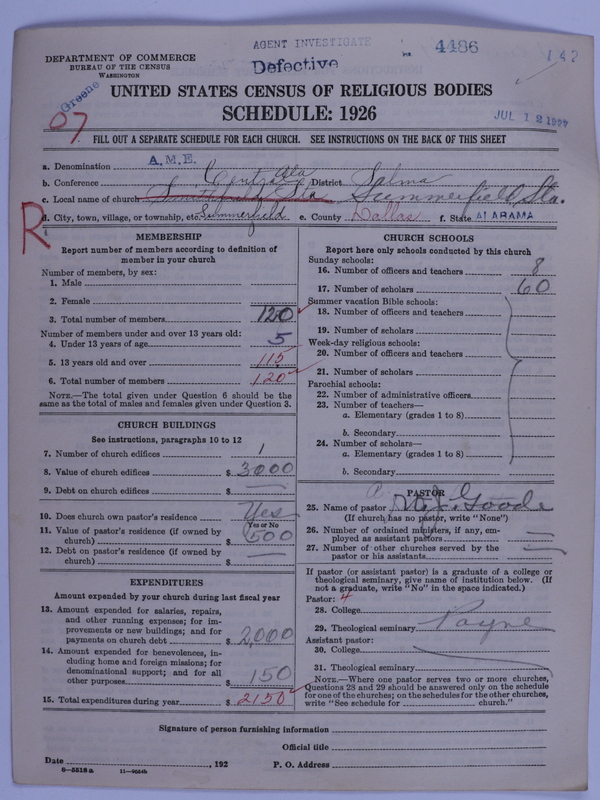 AGENT INVESTIGATE
4486
142
DEPARTMENT OF COMMERCE
BUREAU OF THE CENSUS
WASHINGTON
Defective
Greene
UNITED STATES CENSUS OF RELIGIOUS BODIES
SCHEDULE: 1926
JUL 12
07
FILL OUT A SEPARATE SCHEDULE FOR EACH CHURCH. SEE INSTRUCTIONS ON THE BACK OF THIS SHEET
a. Denomination A.M.E.
b. Conference Central Ala District Salma
c. Local name of church Summerfield Sta.
d. City, town, village, or township, etc. Summerfield e. County Dallas f. State ALABAMA
R
MEMBERSHIP
Report number of members according to definition of
member in your church
Number of members, by sex:
1. Male
2. Female
3. Total number of members 120
Number of members under and over 13 years old:
4. Under 13 years of age 5
5. 13 years old and over 115
6. Total number of members 120
NOTE.—The total given under Question 6 should be the
same as the total of males and females given under Question 3.
CHURCH BUILDINGS
See instructions, paragraphs 10 to 12
7. Number of church edifices 1
8. Value of church edifices $ 3000
9. Debt on church edifices $ —
10. Does church own pastor's residence Yes
Yes or No
11. Value of pastor's residence (if owned by
church) $ 500
12. Debt on pastor's residence (if owned by
church) $ —
EXPENDITURES
Amount expended by your church during last fiscal year
13. Amount expended for salaries, repairs,
and other running expenses; for im-
provements or new buildings; and for
payments on church debt $ 2,000
14. Amount expended for benevolences, in-
cluding home and foreign missions; for
denominational support; and for all
other purposes $ 150
15. Total expenditures during year $ 2150
CHURCH SCHOOLS
Report here only schools conducted by this church
Sunday schools:
16. Number of officers and teachers 8
17. Number of scholars 60
Summer vacation Bible schools:
18. Number of officers and teachers
19. Number of scholars
Week-day religious schools:
20. Number of officers and teachers
21. Number of scholars
Parochial schools:
22. Number of administrative officers
23. Number of teachers—
a. Elementary (grades 1 to 8)
b. Secondary
24. Number of scholars—
a. Elementary (grades 1 to 8)
b. Secondary
PASTOR
25. Name of pastor Goode
(If church has no pastor, write "None")
26. Number of ordained ministers, if any, em-
ployed as assistant pastors —
27. Number of other churches served by the
pastor or his assistants —
If pastor (or assistant pastor) is a graduate of a college or
theological seminary, give name of institution below. (If
not a graduate, write "No" in the space indicated.)
Pastor: 4
28. College
29. Theological seminary Payne
Assistant pastor:
30. College
31. Theological seminary
NOTE.—Where one pastor serves two or more churches,
Questions 28 and 29 should be answered only on the schedule
for one of the churches; on the schedules for the other churches,
write "See schedule for church."
Signature of person furnishing information
Official title
Date , 192 P. O. Address
8—5518a